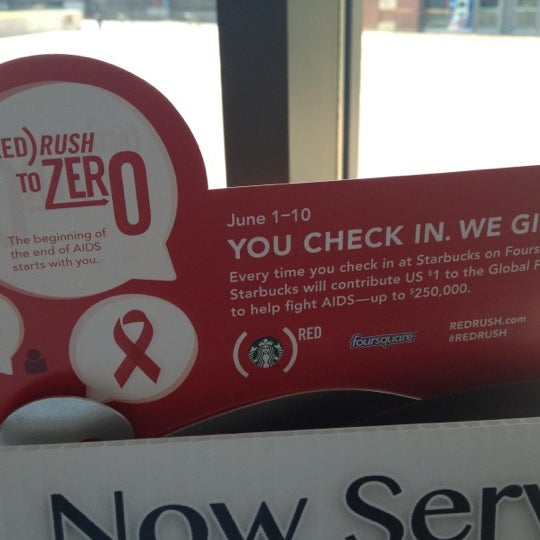 ED)RUSH
TO ZERO
The beginning of
the end of AIDS
starts with you.
June 1–10
YOU CHECK IN. WE GI
Every time you check in at Starbucks on Fours
Starbucks will contribute US $1 to the Global F
to help fight AIDS—up to $250,000.
( )RED
foursquare
REDRUSH.com
#REDRUSH
Now Serv